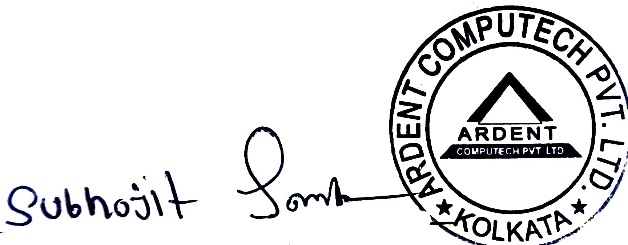 ARDENT COMPUTECH PVT. LTD.
ARDENT
COMPUTECH PVT. LTD
★ KOLKATA ★
Subhojit